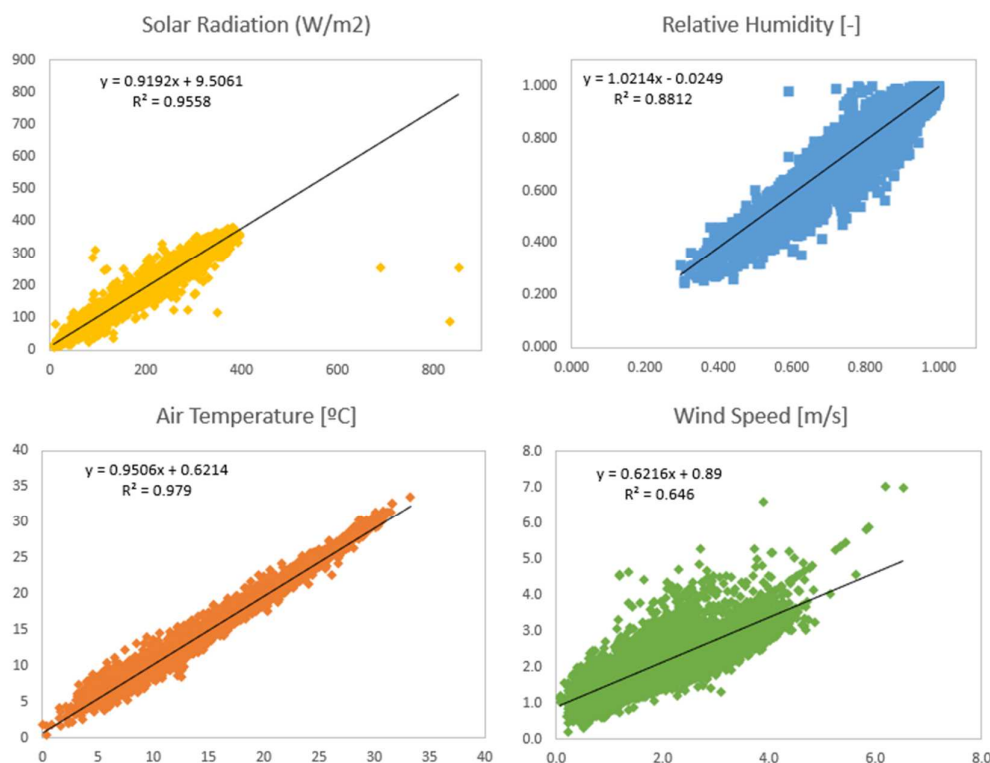 Solar Radiation (W/m2)
y = 0.9192x + 9.5061
R² = 0.9558
900
800
700
600
500
400
300
200
100
0
0 200 400 600 800
Relative Humidity [-]
y = 1.0214x - 0.0249
R² = 0.8812
1.000
0.800
0.600
0.400
0.200
0.000
0.000 0.200 0.400 0.600 0.800 1.000
Air Temperature [ºC]
y = 0.9506x + 0.6214
R² = 0.979
40
35
30
25
20
15
10
5
0
0 5 10 15 20 25 30 35 40
Wind Speed [m/s]
y = 0.6216x + 0.89
R² = 0.646
8.0
7.0
6.0
5.0
4.0
3.0
2.0
1.0
0.0
0.0 2.0 4.0 6.0 8.0